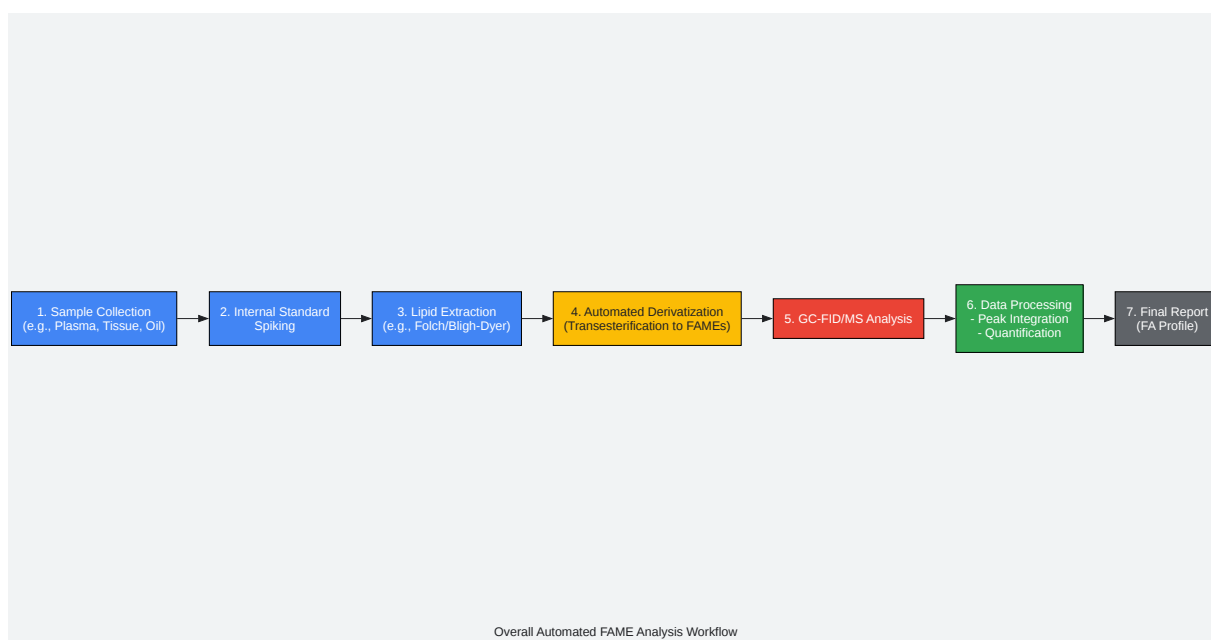 1. Sample Collection
(e.g., Plasma, Tissue, Oil)
2. Internal Standard
Spiking
3. Lipid Extraction
(e.g., Folch/Bligh-Dyer)
4. Automated Derivatization
(Transesterification to FAMEs)
5. GC-FID/MS Analysis
6. Data Processing
- Peak Integration
- Quantification
7. Final Report
(FA Profile)
Overall Automated FAME Analysis Workflow